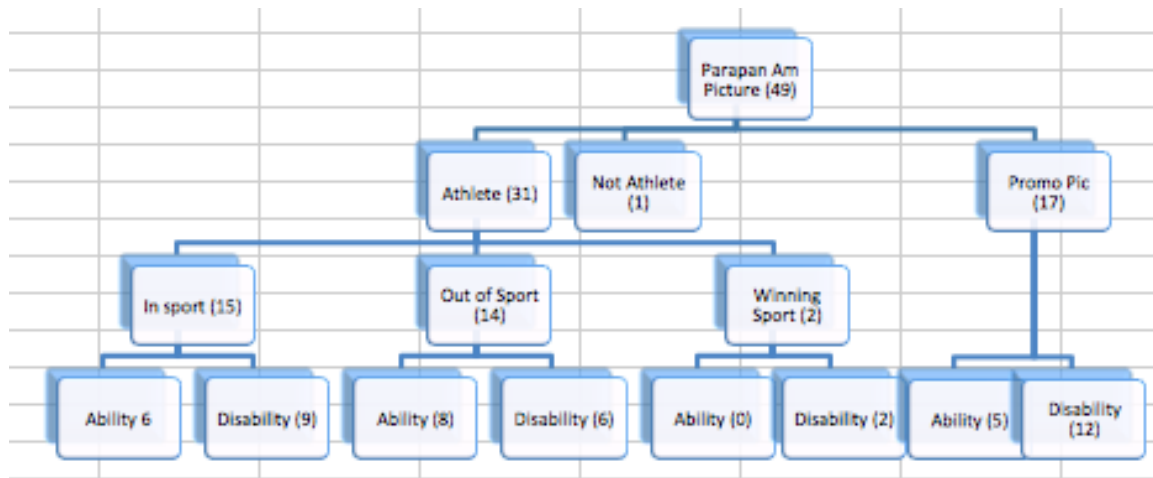 Parapan Am
Picture (49)
Athlete (31)
Not Athlete
(1)
Promo Pic
(17)
In sport (15)
Out of Sport
(14)
Winning
Sport (2)
Ability 6
Disability (9)
Ability (8)
Disability (6)
Ability (0)
Disability (2)
Ability (5)
Disability
(12)